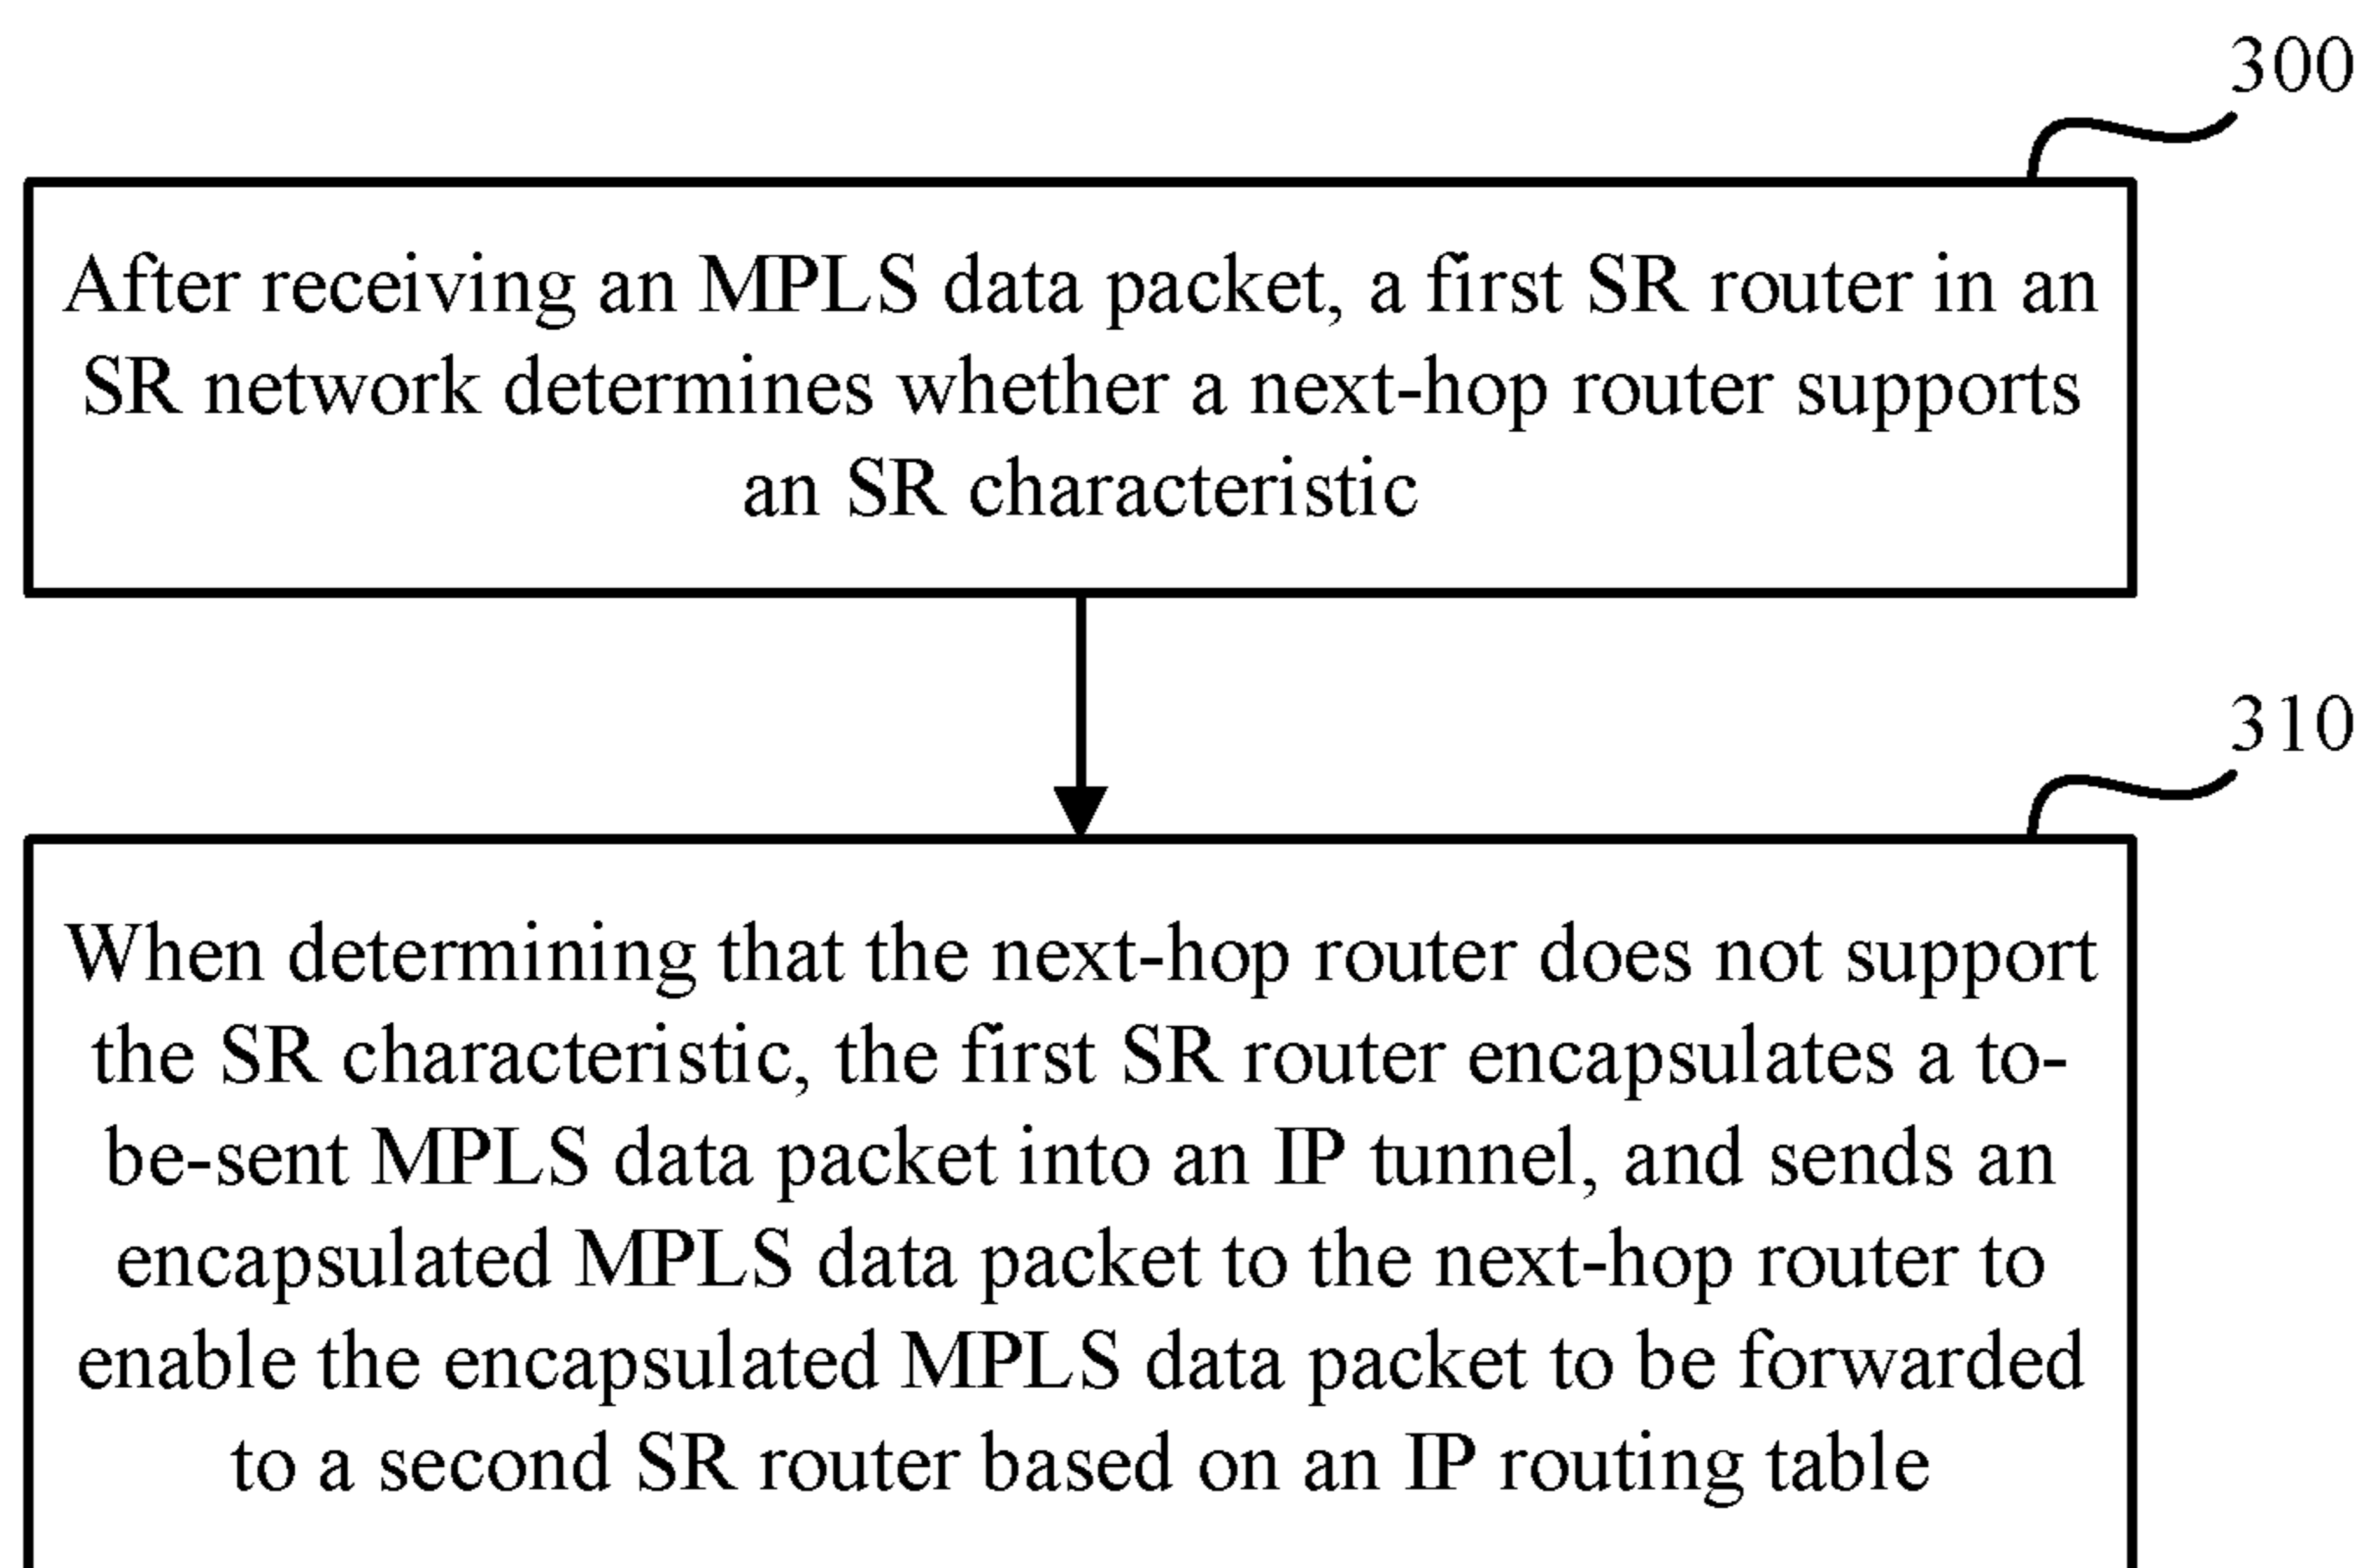 300
After receiving an MPLS data packet, a first SR router in an
SR network determines whether a next-hop router supports
an SR characteristic
310
When determining that the next-hop router does not support
the SR characteristic, the first SR router encapsulates a to-
be-sent MPLS data packet into an IP tunnel, and sends an
encapsulated MPLS data packet to the next-hop router to
enable the encapsulated MPLS data packet to be forwarded
to a second SR router based on an IP routing table